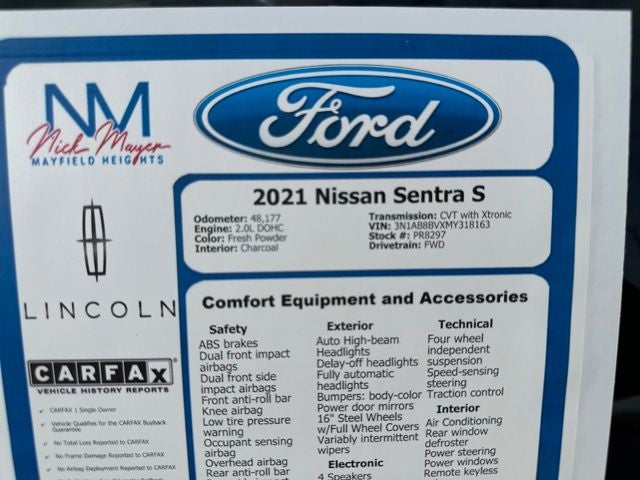 NM
Nick Mayer
MAYFIELD HEIGHTS
Ford
LINCOLN
CARFAX
VEHICLE HISTORY REPORTS
CARFAX 1 Single Owner
Vehicle Qualifies for the CARFAX Buyback
Guarantee
No Total Loss Reported to CARFAX
No Frame Damage Reported to CARFAX
No Airbag Deployment Reported to CARFAX
2021 Nissan Sentra S
Odometer: 48,177
Engine: 2.0L DOHC
Color: Fresh Powder
Interior: Charcoal
Transmission: CVT with Xtronic
VIN: 3N1AB8BVXMY318163
Stock #: PR8297
Drivetrain: FWD
Comfort Equipment and Accessories
Safety
ABS brakes
Dual front impact
airbags
Dual front side
impact airbags
Front anti-roll bar
Knee airbag
Low tire pressure
warning
Occupant sensing
airbag
Overhead airbag
Rear anti-roll bar
Exterior
Auto High-beam
Headlights
Delay-off headlights
Fully automatic
headlights
Bumpers: body-color
Power door mirrors
16" Steel Wheels
w/Full Wheel Covers
Variably intermittent
wipers
Electronic
4 Speakers
Technical
Four wheel
independent
suspension
Speed-sensing
steering
Traction control
Interior
Air Conditioning
Rear window
defroster
Power steering
Power windows
Remote keyless